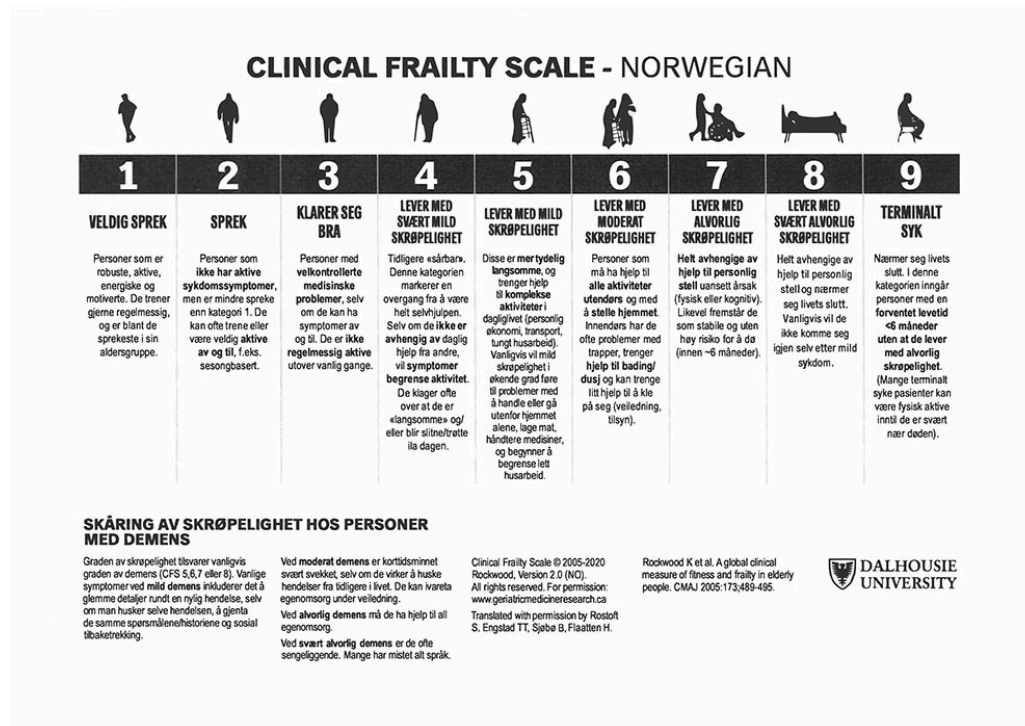 CLINICAL FRAILTY SCALE - NORWEGIAN
1
VELDIG SPREK
Personer som er
robuste, aktive,
energiske og
motiverte. De trener
gjerne regelmessig,
og er blant de
sprekeste i sin
aldersgruppe.
2
SPREK
Personer som
ikke har aktive
sykdomssymptomer,
men er mindre spreke
enn kategori 1. De
kan ofte trene eller
være veldig aktive
av og til, f.eks.
sesongbasert.
3
KLARER SEG
BRA
Personer med
velkontrollerte
medisinske
problemer, selv
om de kan ha
symptomer av
og til. De er ikke
regelmessig aktive
utover vanlig gange.
4
LEVER MED
SVÆRT MILD
SKRØPELIGHET
Tidligere «sårbar».
Denne kategorien
markerer en
overgang fra å være
helt selvhjulpen.
Selv om de ikke er
avhengig av daglig
hjelp fra andre,
vil symptomer
begrense aktivitet.
De klager ofte
over at de er
«langsomme» og/
eller blir slitne/trøtte
ila dagen.
5
LEVER MED MILD
SKRØPELIGHET
Disse er mer tydelig
langsomme, og
trenger hjelp
til komplekse
aktiviteter i
dagliglivet (personlig
økonomi, transport,
tungt husarbeid).
Vanligvis vil mild
skrøpelighet i
økende grad føre
til problemer med
å handle eller gå
utenfor hjemmet
alene, lage mat,
håndtere medisiner,
og begynner å
begrense lett
husarbeid.
6
LEVER MED
MODERAT
SKRØPELIGHET
Personer som
må ha hjelp til
alle aktiviteter
utendørs og med
å stelle hjemmet.
Innendørs har de
ofte problemer med
trapper, trenger
hjelp til bading/
dusj og kan trenge
litt hjelp til å kle
på seg (veiledning,
tilsyn).
7
LEVER MED
ALVORLIG
SKRØPELIGHET
Helt avhengige av
hjelp til personlig
stell uansett årsak
(fysisk eller kognitiv).
Likevel fremstår de
som stabile og uten
høy risiko for å dø
(innen ~6 måneder).
8
LEVER MED
SVÆRT ALVORLIG
SKRØPELIGHET
Helt avhengige av
hjelp til personlig
stell og nærmer
seg livets slutt.
Vanligvis vil de
ikke komme seg
igjen selv etter mild
sykdom.
9
TERMINALT
SYK
Nærmer seg livets
slutt. I denne
kategorien inngår
personer med en
forventet levetid
<6 måneder
uten at de lever
med alvorlig
skrøpelighet.
(Mange terminalt
syke pasienter kan
være fysisk aktive
inntil de er svært
nær døden).
SKÅRING AV SKRØPELIGHET HOS PERSONER
MED DEMENS
Graden av skrøpelighet tilsvarer vanligvis
graden av demens (CFS 5,6,7 eller 8). Vanlige
symptomer ved mild demens inkluderer det å
glemme detaljer rundt en nylig hendelse, selv
om man husker selve hendelsen, å gjenta
de samme spørsmålene/historiene og sosial
tilbaketrekking.
Ved moderat demens er korttidsminnet
svært svekket, selv om de virker å huske
hendelser fra tidligere i livet. De kan ivareta
egenomsorg under veiledning.
Ved alvorlig demens må de ha hjelp til all
egenomsorg.
Ved svært alvorlig demens er de ofte
sengeliggende. Mange har mistet alt språk.
Clinical Frailty Scale © 2005-2020
Rockwood, Version 2.0 (NO).
All rights reserved. For permission:
www.geriatricmedicineresearch.ca
Translated with permission by Rostoft
S, Engstad TT, Sjøbø B, Flaatten H.
Rockwood K et al. A global clinical
measure of fitness and frailty in elderly
people. CMAJ 2005;173;489-495.
DALHOUSIE
UNIVERSITY